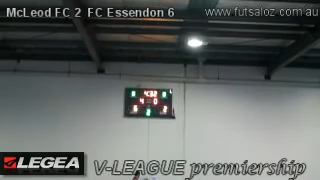 McLeod FC 2 FC Essendon 6
www.futsaloz.com.au
LEGEA
V-LEAGUE premiership